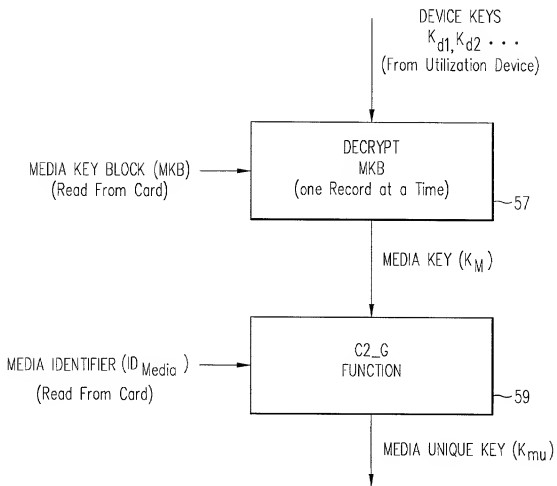 DEVICE KEYS
Kd1, Kd2 · · ·
(From Utilization Device)
DECRYPT
MKB
(one Record at a Time)
MEDIA KEY BLOCK (MKB)
(Read From Card)
57
MEDIA KEY (KM)
C2_G
FUNCTION
MEDIA IDENTIFIER (IDMedia)
(Read From Card)
59
MEDIA UNIQUE KEY (Kmu)